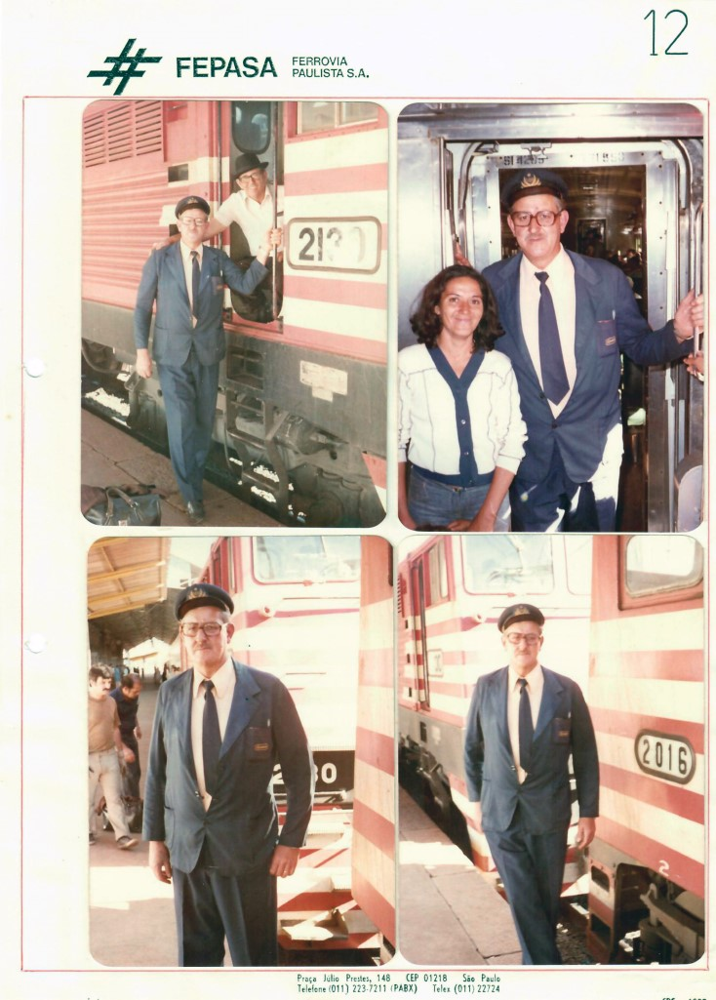 12
FEPASA
FERROVIA
PAULISTA S.A.
2016
Praça Júlio Prestes, 148 CEP 01218 São Paulo
Telefone (011) 223-7211 (PABX) Telex (011) 22724